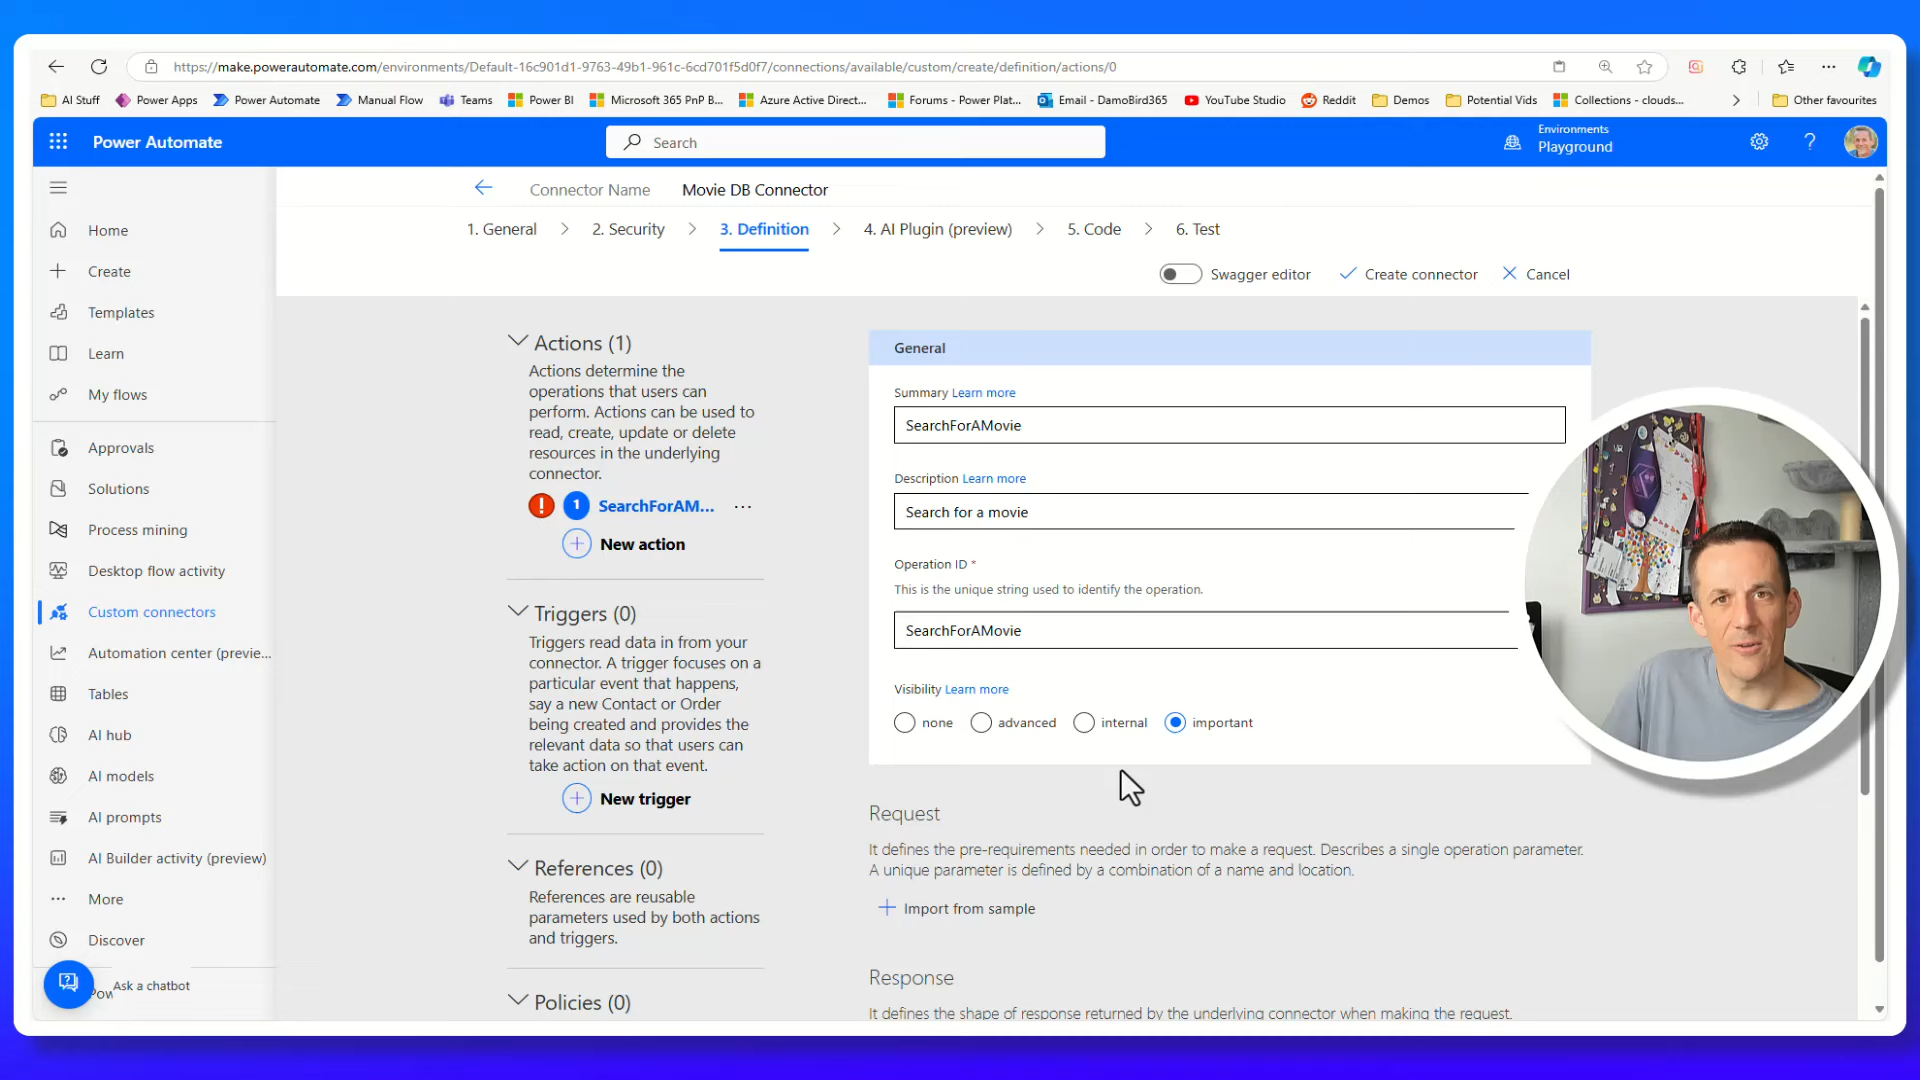 https://make.powerautomate.com/environments/Default-16c901d1-9763-49b1-961c-6cd701f5d0f7/connections/available/custom/create/definition/actions/0
AI Stuff
Power Apps
Power Automate
Manual Flow
Teams
Power BI
Microsoft 365 PnP B...
Azure Active Direct...
Forums - Power Plat...
Email - DamoBird365
YouTube Studio
Reddit
Demos
Potential Vids
Collections - clouds...
Other favourites
Power Automate
Search
Environments
Playground
Connector Name
Movie DB Connector
1. General
2. Security
3. Definition
4. AI Plugin (preview)
5. Code
6. Test
Swagger editor
Create connector
Cancel
Home
Create
Templates
Learn
My flows
Approvals
Solutions
Process mining
Desktop flow activity
Custom connectors
Automation center (previe...
Tables
AI hub
AI models
AI prompts
AI Builder activity (preview)
More
Discover
Ask a chatbot
Actions (1)
Actions determine the
operations that users can
perform. Actions can be used to
read, create, update or delete
resources in the underlying
connector.
1
SearchForAM...
New action
Triggers (0)
Triggers read data in from your
connector. A trigger focuses on a
particular event that happens,
say a new Contact or Order
being created and provides the
relevant data so that users can
take action on that event.
New trigger
References (0)
References are reusable
parameters used by both actions
and triggers.
Policies (0)
General
Summary Learn more
SearchForAMovie
Description Learn more
Search for a movie
Operation ID *
This is the unique string used to identify the operation.
SearchForAMovie
Visibility Learn more
none
advanced
internal
important
Request
It defines the pre-requirements needed in order to make a request. Describes a single operation parameter.
A unique parameter is defined by a combination of a name and location.
Import from sample
Response
It defines the shape of response returned by the underlying connector when making the request.